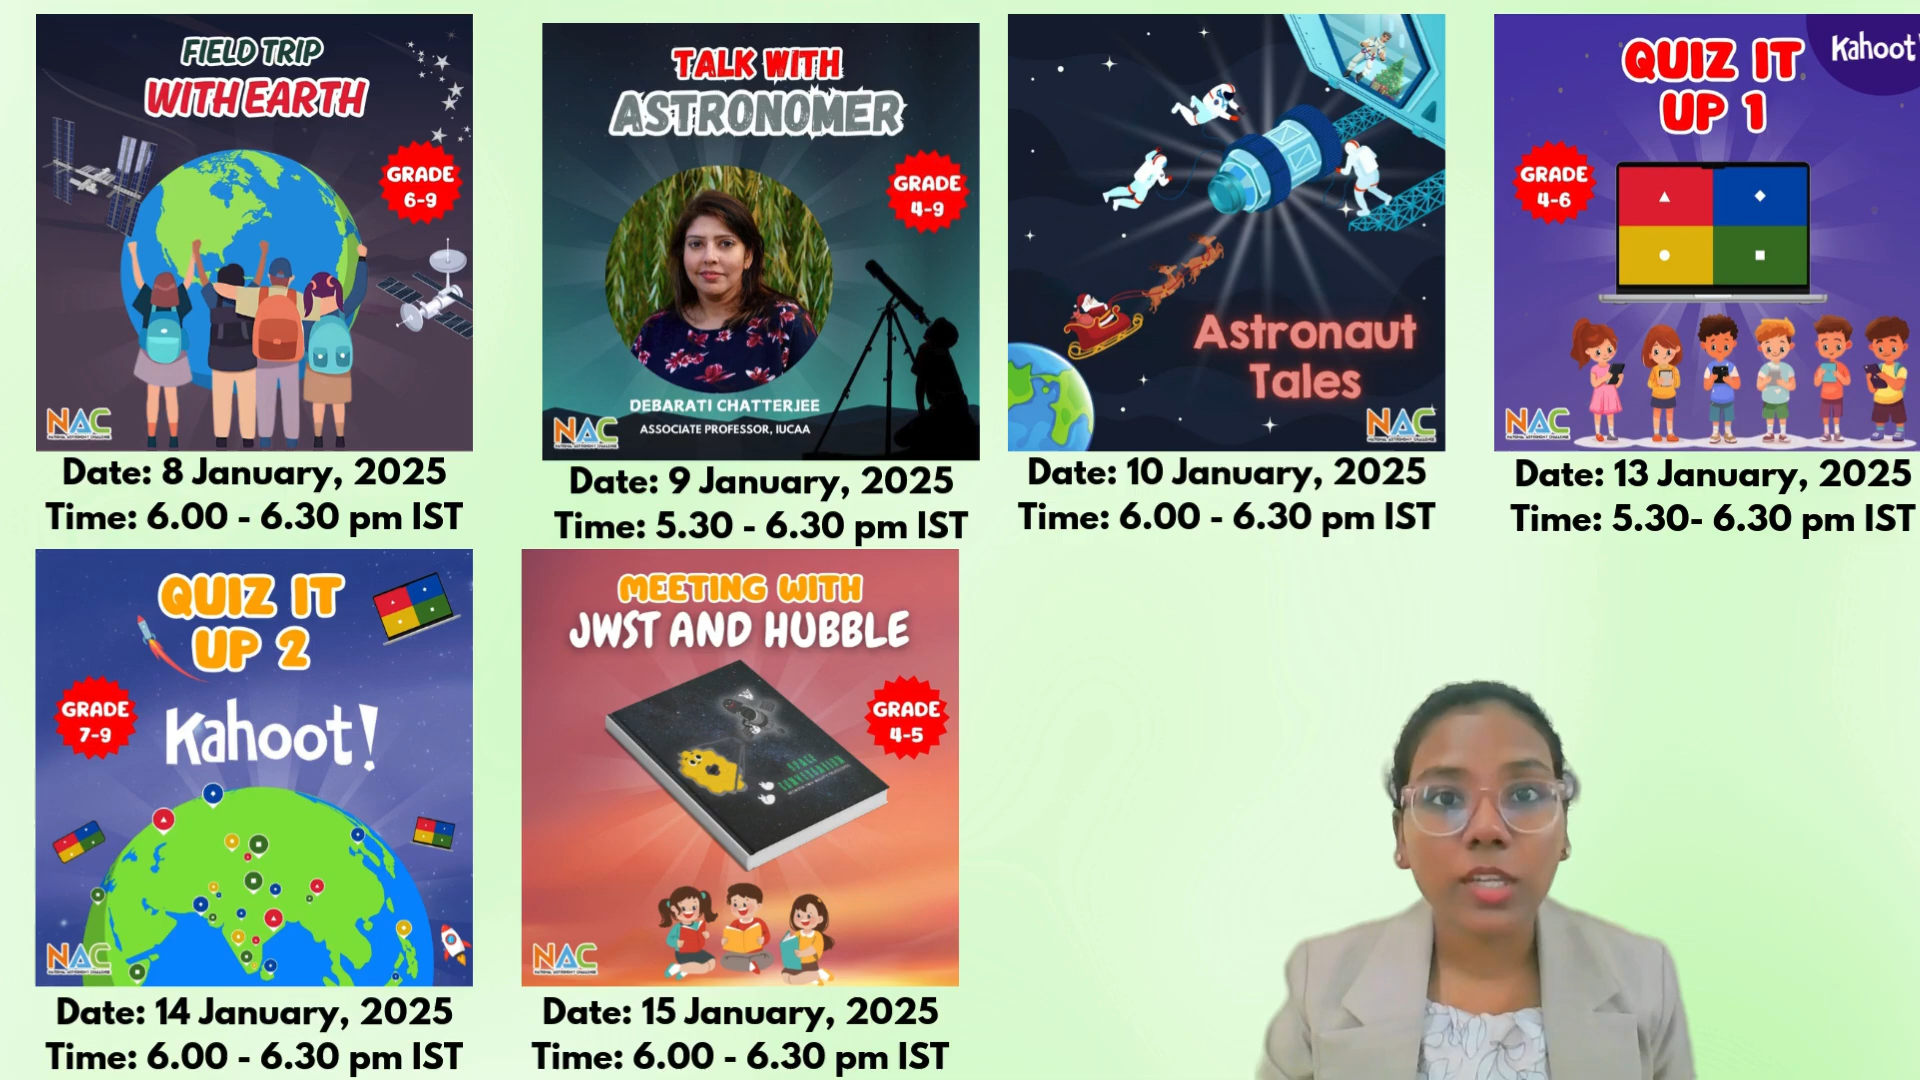 FIELD TRIP
WITH EARTH
GRADE
6-9
NAC
Date: 8 January, 2025
Time: 6.00 - 6.30 pm IST
TALK WITH
ASTRONOMER
GRADE
4-9
DEBARATI CHATTERJEE
ASSOCIATE PROFESSOR, IUCAA
NAC
Date: 9 January, 2025
Time: 5.30 - 6.30 pm IST
Astronaut
Tales
NAC
Date: 10 January, 2025
Time: 6.00 - 6.30 pm IST
Kahoot!
QUIZ IT
UP 1
GRADE
4-6
NAC
Date: 13 January, 2025
Time: 5.30- 6.30 pm IST
QUIZ IT
UP 2
GRADE
7-9
Kahoot!
NAC
Date: 14 January, 2025
Time: 6.00 - 6.30 pm IST
MEETING WITH
JWST AND HUBBLE
GRADE
4-5
SPACE
CONVERSATION
NAC
Date: 15 January, 2025
Time: 6.00 - 6.30 pm IST